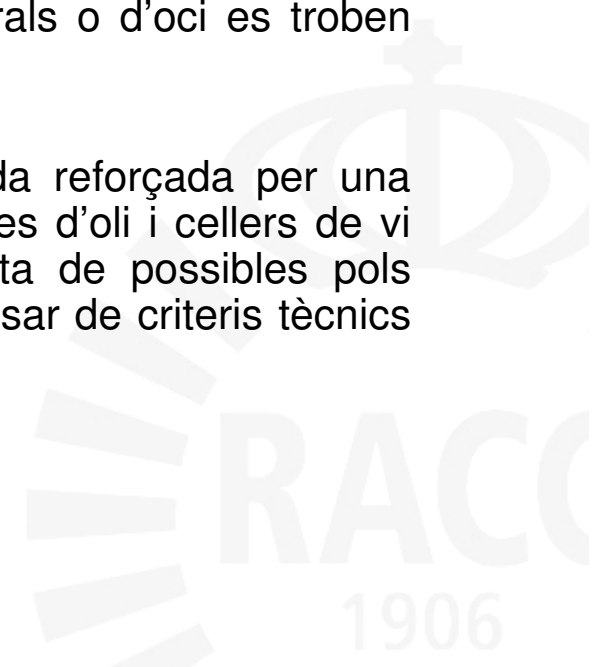 rals o d'oci es troben
da reforçada per una
es d'oli i cellers de vi
ta de possibles pols
sar de criteris tècnics
RACC
1906